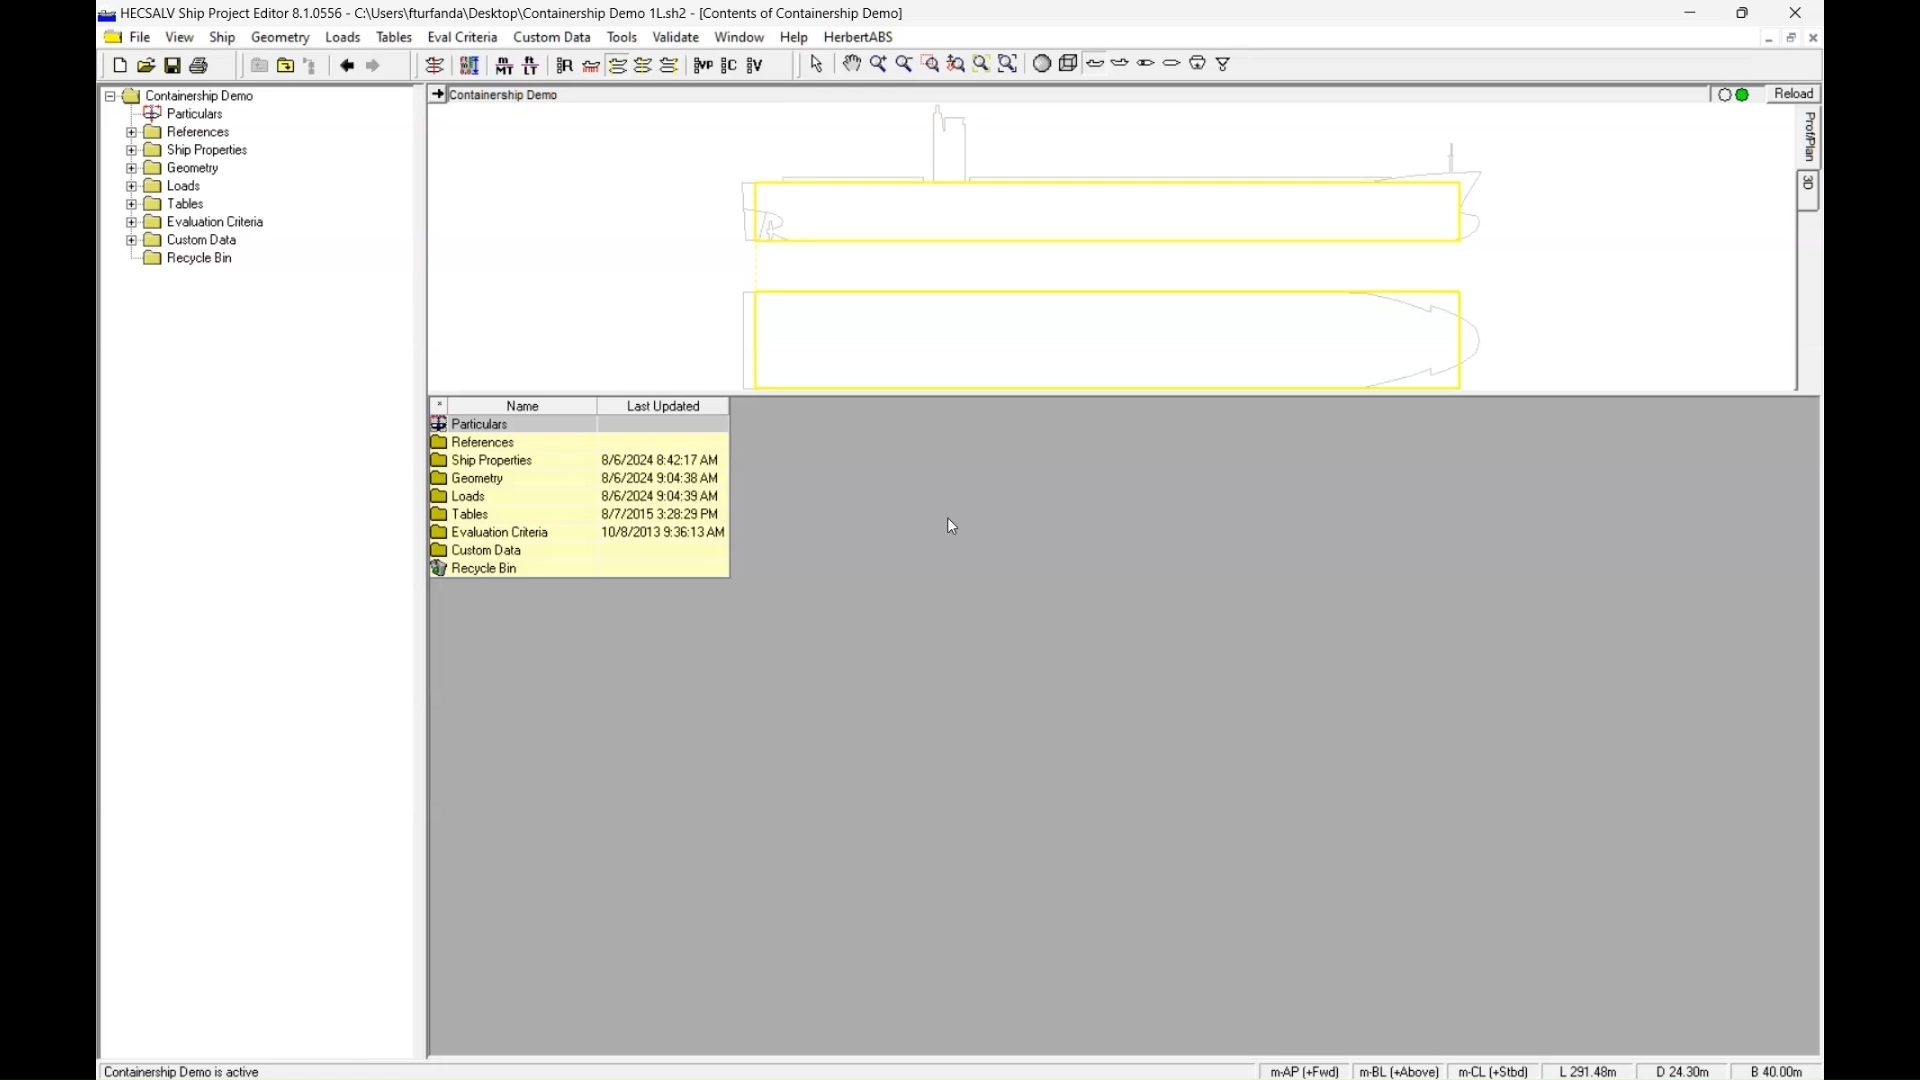 HECSALV Ship Project Editor 8.1.0556 - C:\Users\fturfanda\Desktop\Containership Demo 1L.sh2 - [Contents of Containership Demo]
File View Ship Geometry Loads Tables Eval Criteria Custom Data Tools Validate Window Help HerbertABS
m MT ft LT R VP C V
Containership Demo
Particulars
References
Ship Properties
Geometry
Loads
Tables
Evaluation Criteria
Custom Data
Recycle Bin
Containership Demo
Reload
Prof/Plan
3D
* Name Last Updated
Particulars
References
Ship Properties 8/6/2024 8:42:17 AM
Geometry 8/6/2024 9:04:38 AM
Loads 8/6/2024 9:04:39 AM
Tables 8/7/2015 3:28:29 PM
Evaluation Criteria 10/8/2013 9:36:13 AM
Custom Data
Recycle Bin
Containership Demo is active
m-AP (+Fwd) m-BL (+Above) m-CL (+Stbd) L 291.48m D 24.30m B 40.00m